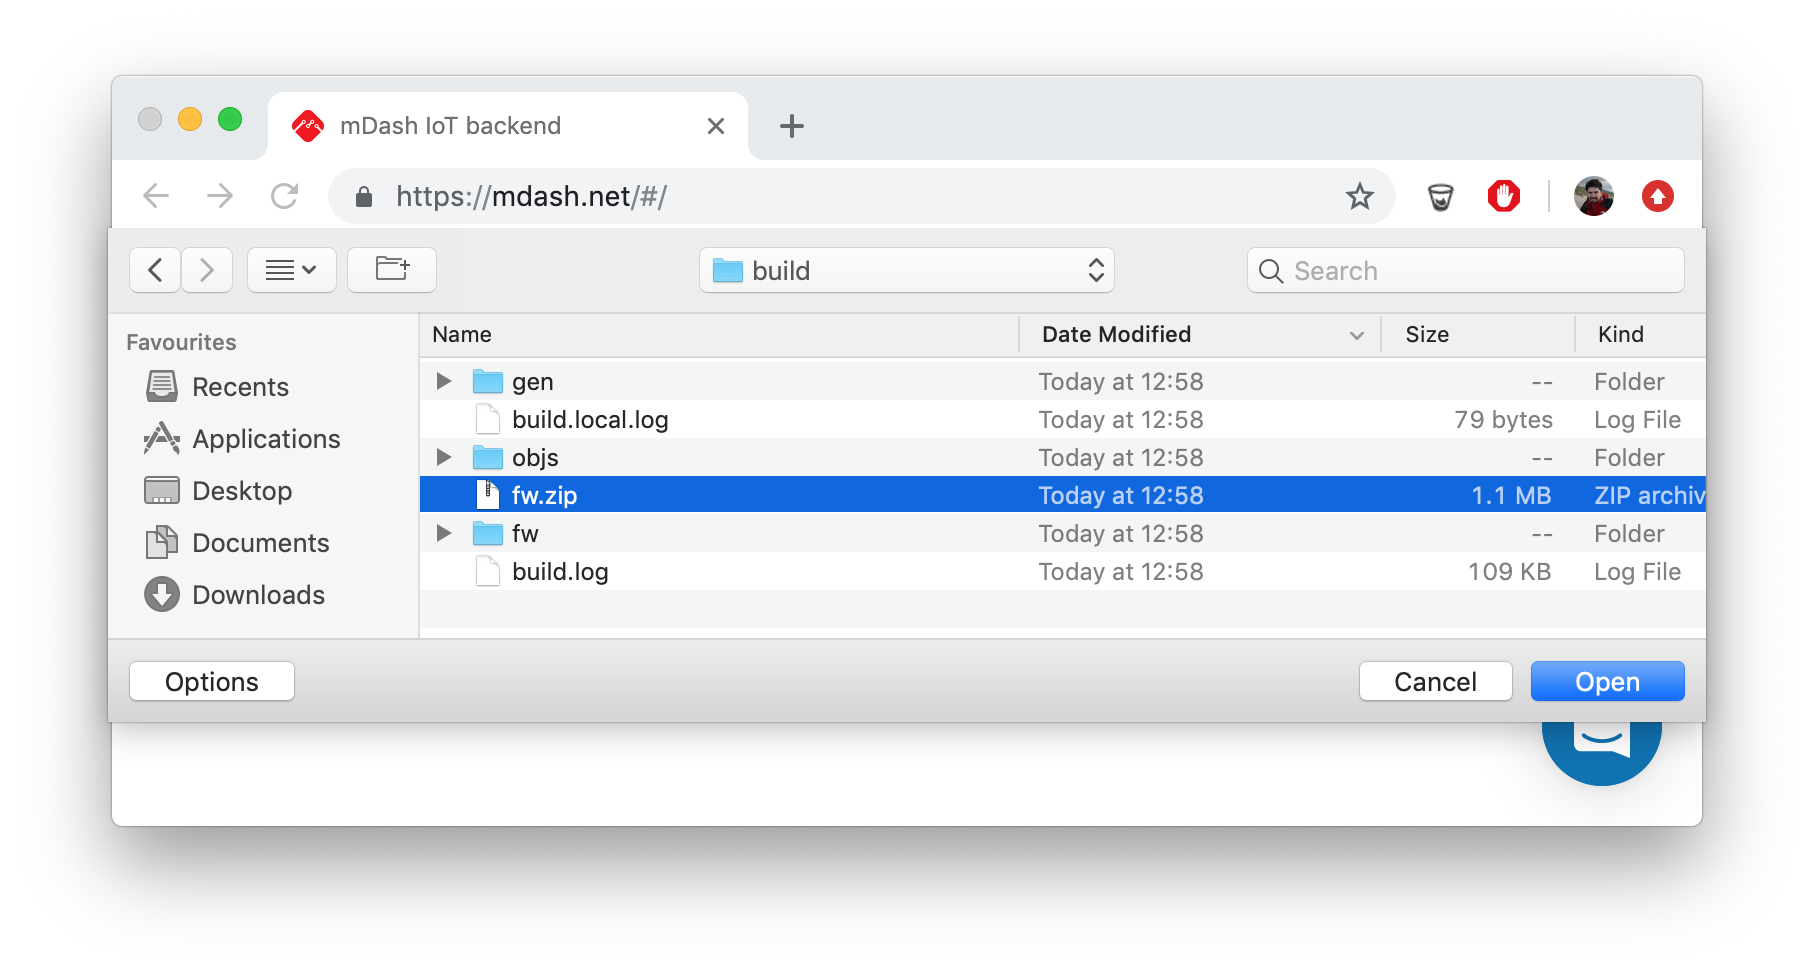 mDash IoT backend
https://mdash.net/#/
build
Search
Favourites
Recents
Applications
Desktop
Documents
Downloads
Name Date Modified Size Kind
gen Today at 12:58 -- Folder
build.local.log Today at 12:58 79 bytes Log File
objs Today at 12:58 -- Folder
fw.zip Today at 12:58 1.1 MB ZIP archiv
fw Today at 12:58 -- Folder
build.log Today at 12:58 109 KB Log File
Options Cancel Open